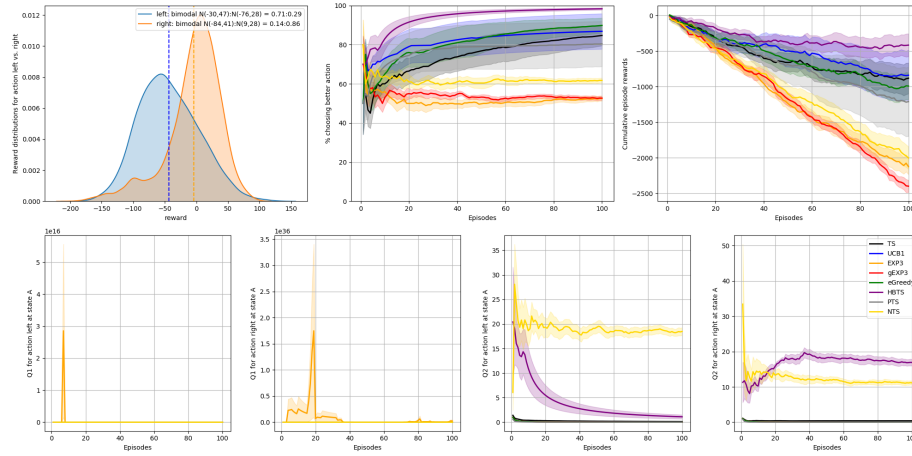 left: bimodal N(-30,47):N(-76,28) = 0.71:0.29
right: bimodal N(-84,41):N(9,28) = 0.14:0.86
Reward distributions for action left vs. right
0.012
0.010
0.008
0.006
0.004
0.002
0.000
−200 −150 −100 −50 0 50 100 150
reward
% choosing better action
100
80
60
40
20
0
0 20 40 60 80 100
Episodes
Cumulative episode rewards
0
−500
−1000
−1500
−2000
−2500
0 20 40 60 80 100
Episodes
1e16
Q1 for action left at state A
5
4
3
2
1
0
0 20 40 60 80 100
Episodes
1e36
Q1 for action right at state A
3.5
3.0
2.5
2.0
1.5
1.0
0.5
0.0
0 20 40 60 80 100
Episodes
Q2 for action left at state A
35
30
25
20
15
10
5
0
0 20 40 60 80 100
Episodes
Q2 for action right at state A
50
40
30
20
10
0
0 20 40 60 80 100
Episodes
TS
UCB1
EXP3
gEXP3
eGreedy
HBTS
PTS
NTS